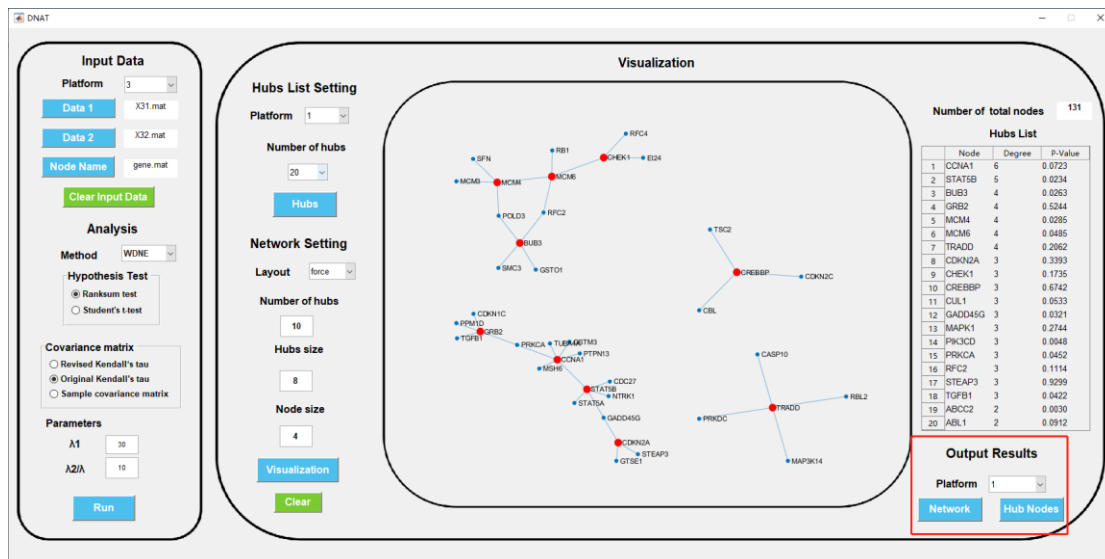 DNAT
Input Data
Platform 3
Data 1 X31.mat
Data 2 X32.mat
Node Name gene.mat
Clear Input Data
Analysis
Method WDNE
Hypothesis Test
Ranksum test
Student's t-test
Covariance matrix
Revised Kendall's tau
Original Kendall's tau
Sample covariance matrix
Parameters
λ1 30
λ2/λ 10
Run
Hubs List Setting
Platform 1
Number of hubs
20
Hubs
Network Setting
Layout force
Number of hubs
10
Hubs size
8
Node size
4
Visualization
Clear
Visualization
RFC4
RB1
CHEK1
EI24
SFN
MCM6
MCM3
MCM4
POLD3
RFC2
BUB3
SMC3
GSTO1
TSC2
CREBBP
CDKN2C
CBL
CDKN1C
PPM1D
GRB2
TGFB1
PRKCA
PTPN13
CCNA1
MSH6
CDC27
STAT5B
NTRK1
STAT5A
GADD45G
CDKN2A
STEAP3
GTSE1
CASP10
RBL2
TRADD
PRKDC
MAP3K14
Number of total nodes 131
Hubs List
Node Degree P-Value
1 CCNA1 6 0.0723
2 STAT5B 5 0.0234
3 BUB3 4 0.0263
4 GRB2 4 0.5244
5 MCM4 4 0.0285
6 MCM6 4 0.0485
7 TRADD 4 0.2062
8 CDKN2A 3 0.3393
9 CHEK1 3 0.1735
10 CREBBP 3 0.6742
11 CUL1 3 0.0533
12 GADD45G 3 0.0321
13 MAPK1 3 0.2744
14 PIK3CD 3 0.0048
15 PRKCA 3 0.0452
16 RFC2 3 0.1114
17 STEAP3 3 0.9299
18 TGFB1 3 0.0422
19 ABCC2 2 0.0030
20 ABL1 2 0.0912
Output Results
Platform 1
Network Hub Nodes